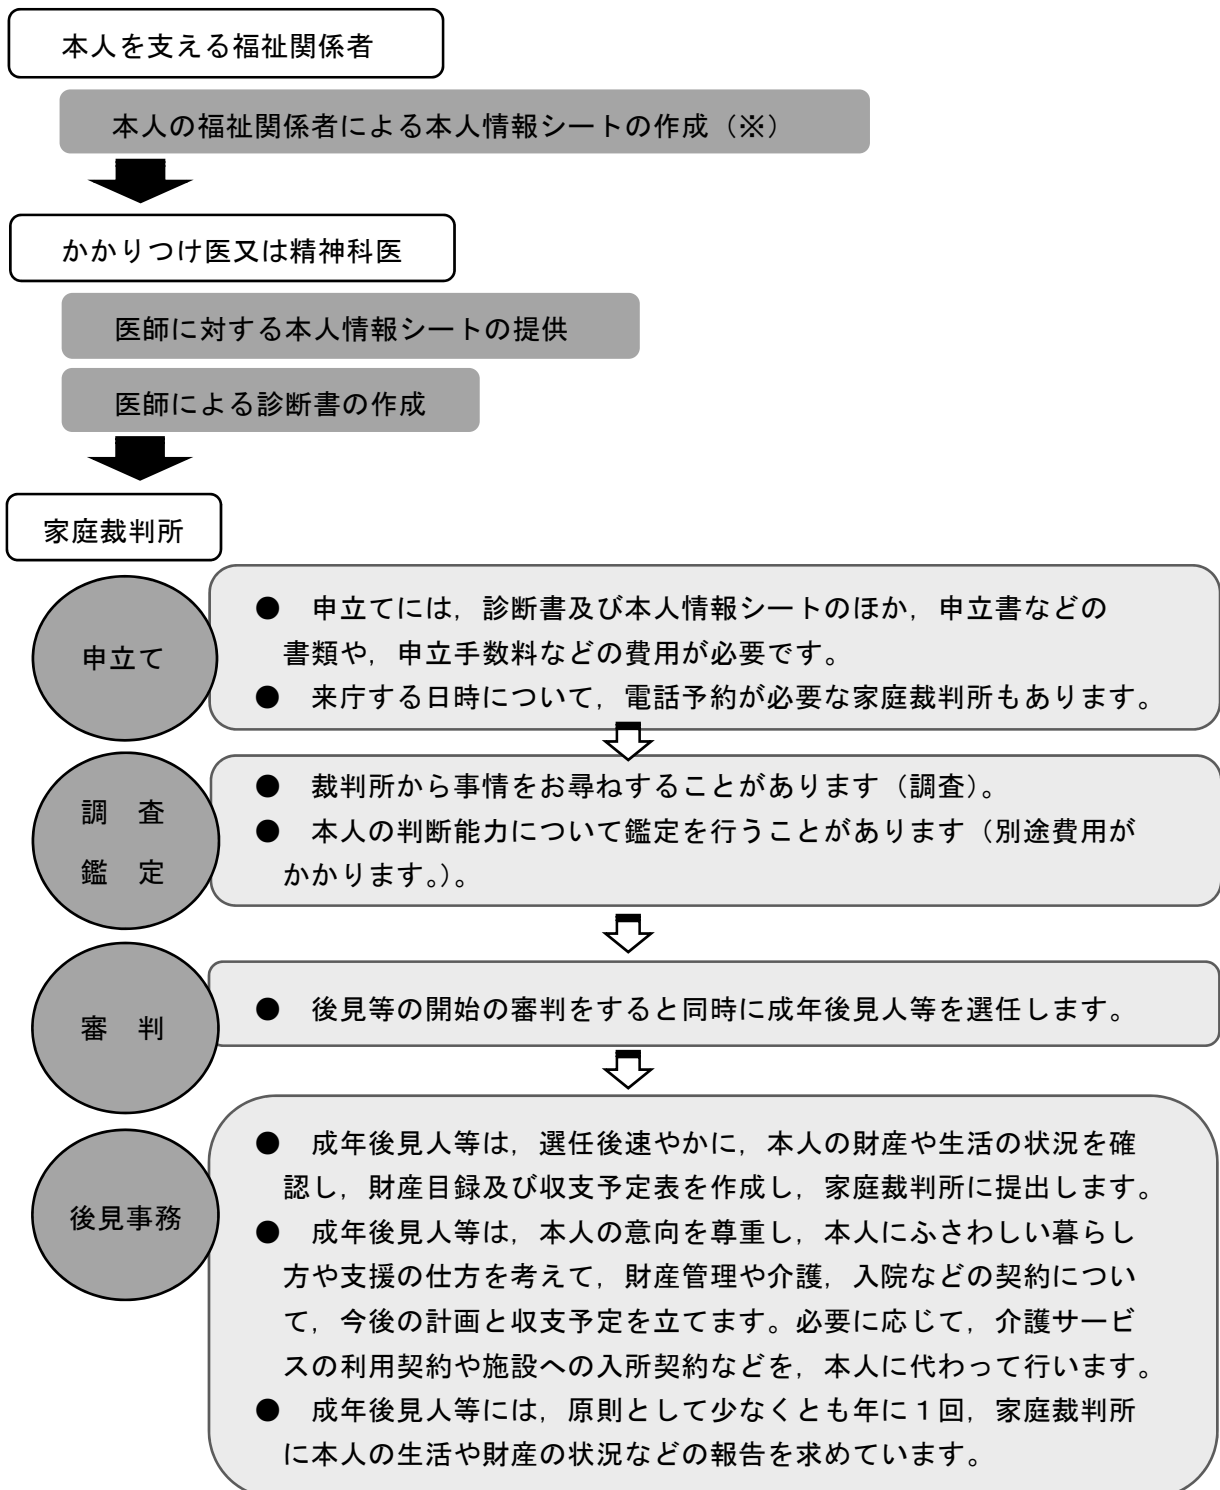 本人を支える福祉関係者
本人の福祉関係者による本人情報シートの作成（※）
かかりつけ医又は精神科医
医師に対する本人情報シートの提供
医師による診断書の作成
家庭裁判所
申立て
●　申立てには，診断書及び本人情報シートのほか，申立書などの
書類や，申立手数料などの費用が必要です。
●　来庁する日時について，電話予約が必要な家庭裁判所もあります。
調　査
鑑　定
●　裁判所から事情をお尋ねすることがあります（調査）。
●　本人の判断能力について鑑定を行うことがあります（別途費用が
かかります。）。
審　判
●　後見等の開始の審判をすると同時に成年後見人等を選任します。
後見事務
●　成年後見人等は，選任後速やかに，本人の財産や生活の状況を確
認し，財産目録及び収支予定表を作成し，家庭裁判所に提出します。
●　成年後見人等は，本人の意向を尊重し，本人にふさわしい暮らし
方や支援の仕方を考えて，財産管理や介護，入院などの契約につい
て，今後の計画と収支予定を立てます。必要に応じて，介護サービ
スの利用契約や施設への入所契約などを，本人に代わって行います。
●　成年後見人等には，原則として少なくとも年に１回，家庭裁判所
に本人の生活や財産の状況などの報告を求めています。